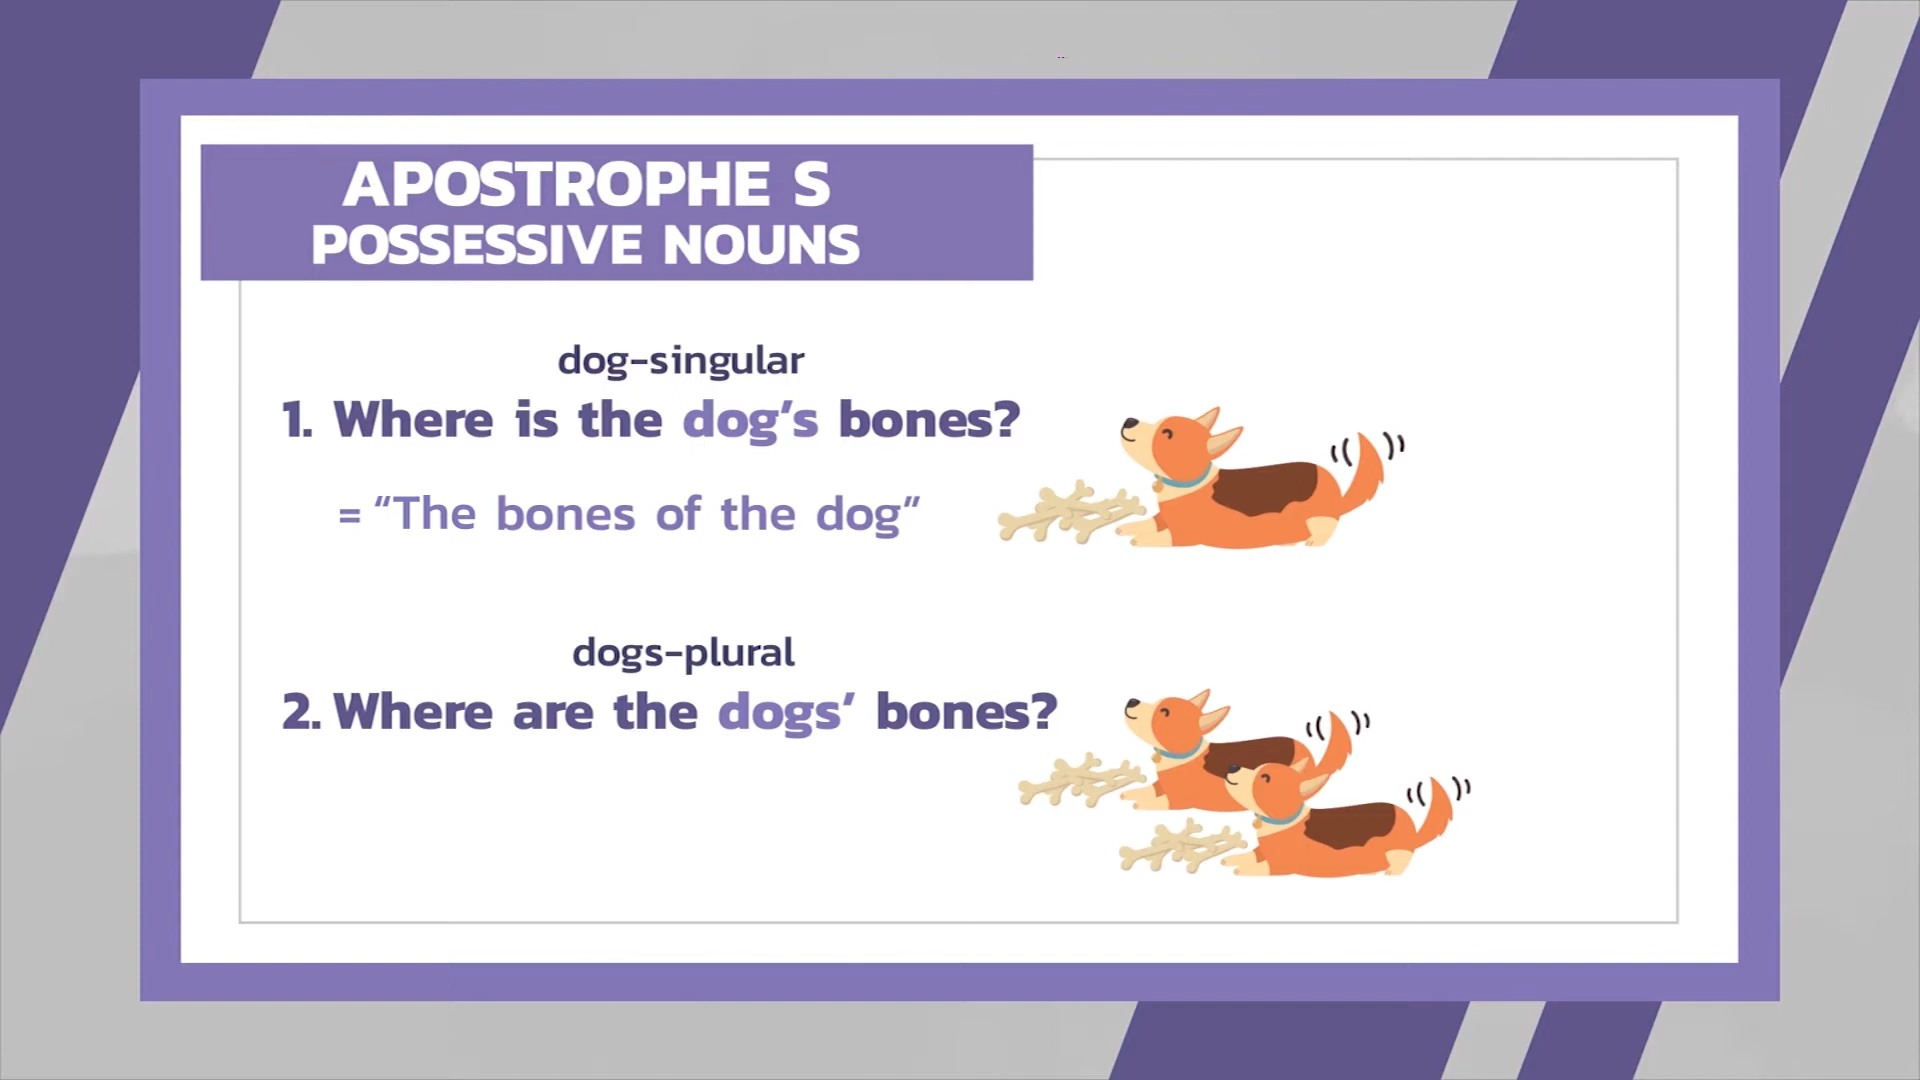 APOSTROPHE S
POSSESSIVE NOUNS
dog-singular
1. Where is the dog’s bones?
= “The bones of the dog”
dogs-plural
2. Where are the dogs’ bones?